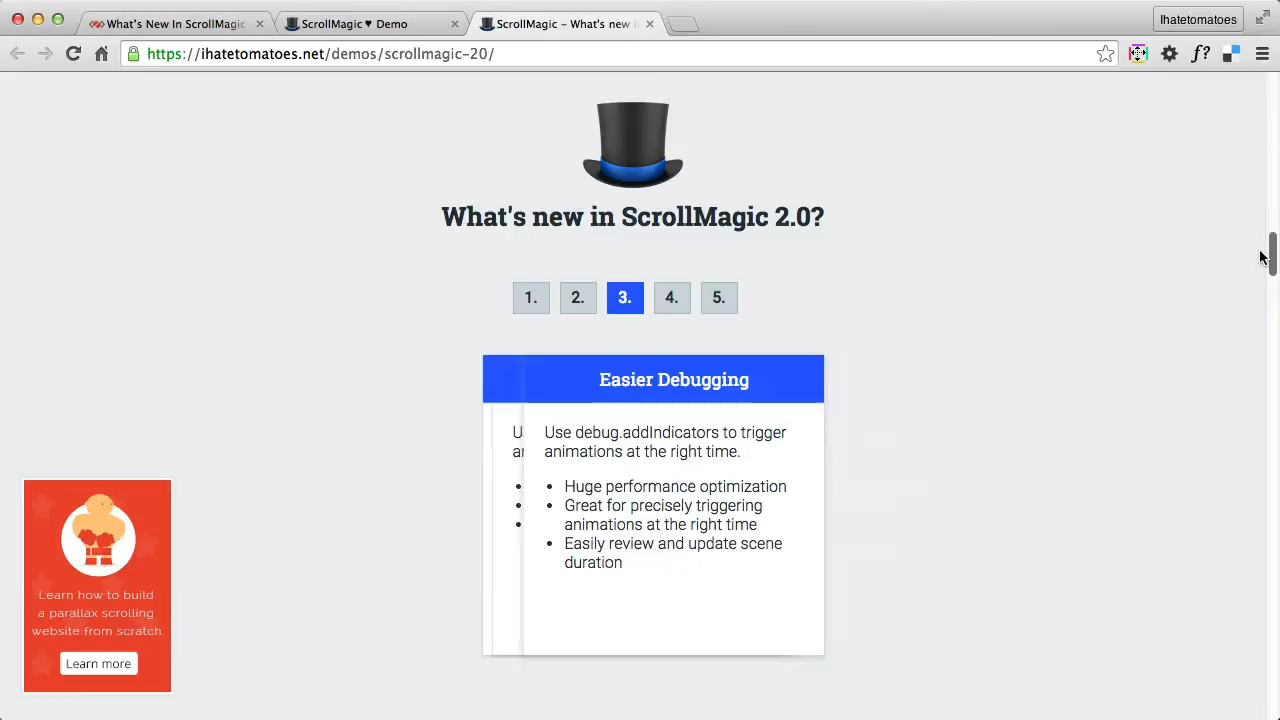 What's New In ScrollMagic
ScrollMagic ♥ Demo
ScrollMagic – What's new i
Ihatetomatoes
https://ihatetomatoes.net/demos/scrollmagic-20/
f?
What's new in ScrollMagic 2.0?
1. 2. 3. 4. 5.
Easier Debugging
Use debug.addIndicators to trigger
animations at the right time.
• Huge performance optimization
• Great for precisely triggering
animations at the right time
• Easily review and update scene
duration
Learn how to build
a parallax scrolling
website from scratch.
Learn more